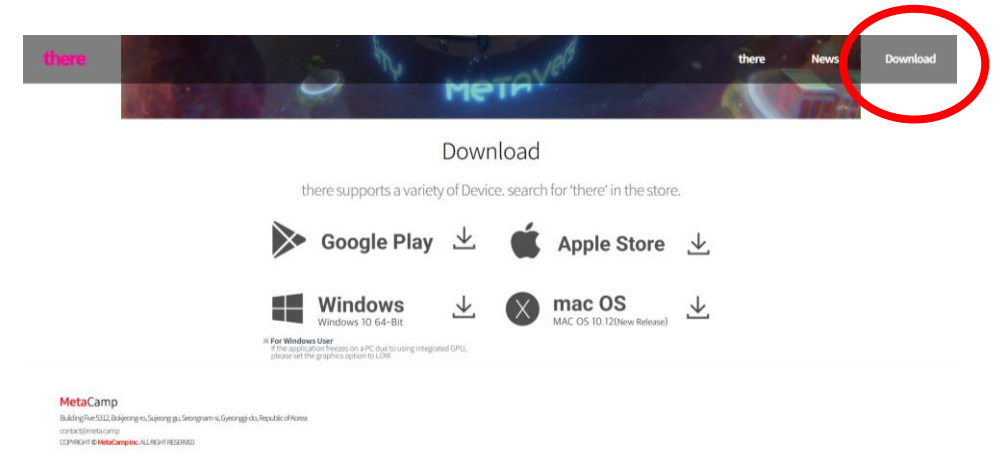 there
there News Download
METAVERS
Download
there supports a variety of Device. search for 'there' in the store.
Google Play Apple Store
Windows mac OS
Windows 10 64-Bit MAC OS 10.12(New Release)
※ For Windows User
If the application freezes on a PC due to using integrated GPU,
please set the graphics option to LOW.
MetaCamp
Building Five 5312, Bokjeong-ro, Sujeong-gu, Seongnam-si, Gyeonggi-do, Republic of Korea
contact@meta.camp
COPYRIGHT © MetaCamp Inc. ALL RIGHT RESERVED